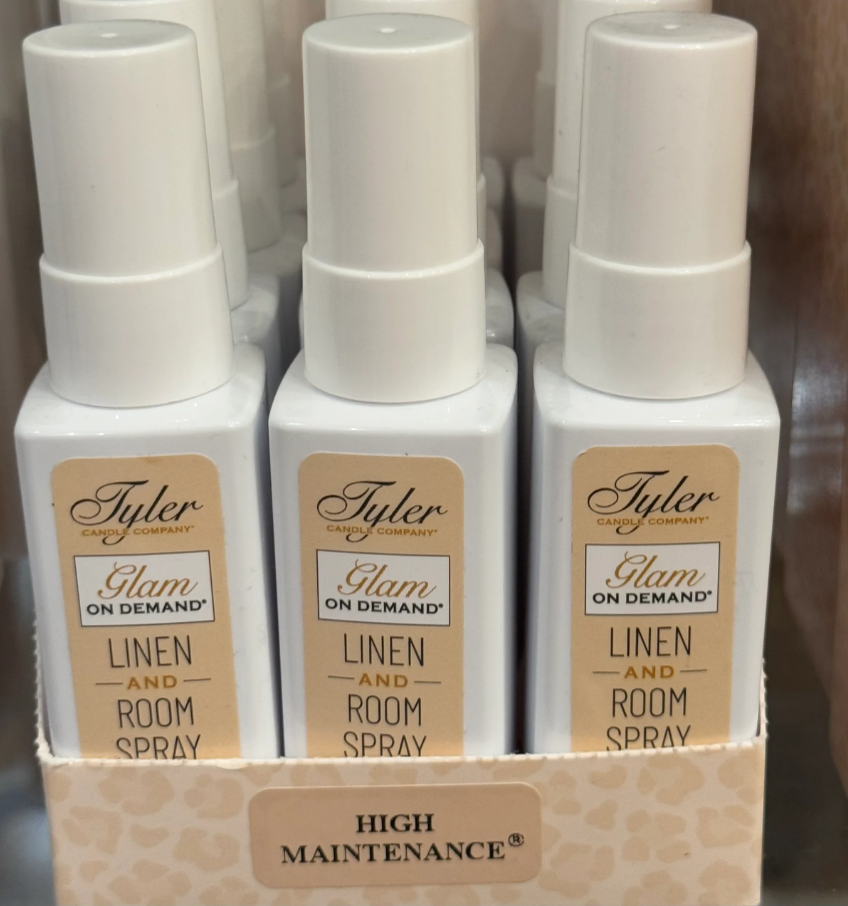 Tyler
CANDLE COMPANY®
Glam
ON DEMAND®
LINEN
AND
ROOM
SPRAY
Tyler
CANDLE COMPANY®
Glam
ON DEMAND®
LINEN
AND
ROOM
SPRAY
Tyler
CANDLE COMPANY®
Glam
ON DEMAND®
LINEN
AND
ROOM
SPRAY
HIGH
MAINTENANCE®